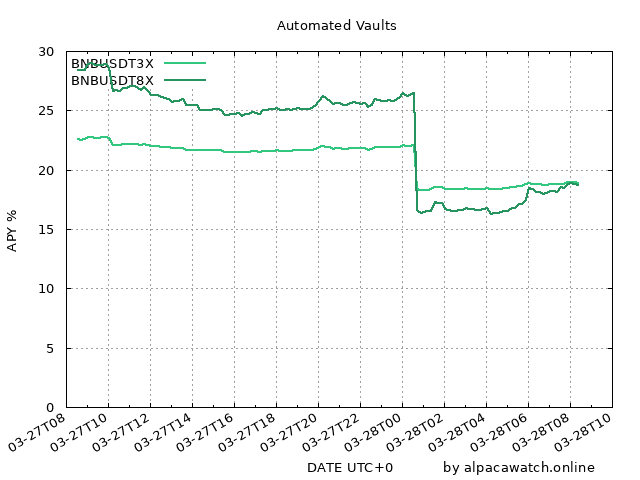 Automated Vaults
BNBUSDT3X
BNBUSDT8X
30
25
20
15
10
5
0
APY %
03-27T08
03-27T10
03-27T12
03-27T14
03-27T16
03-27T18
03-27T20
03-27T22
03-28T00
03-28T02
03-28T04
03-28T06
03-28T08
03-28T10
DATE UTC+0
by alpacawatch.online